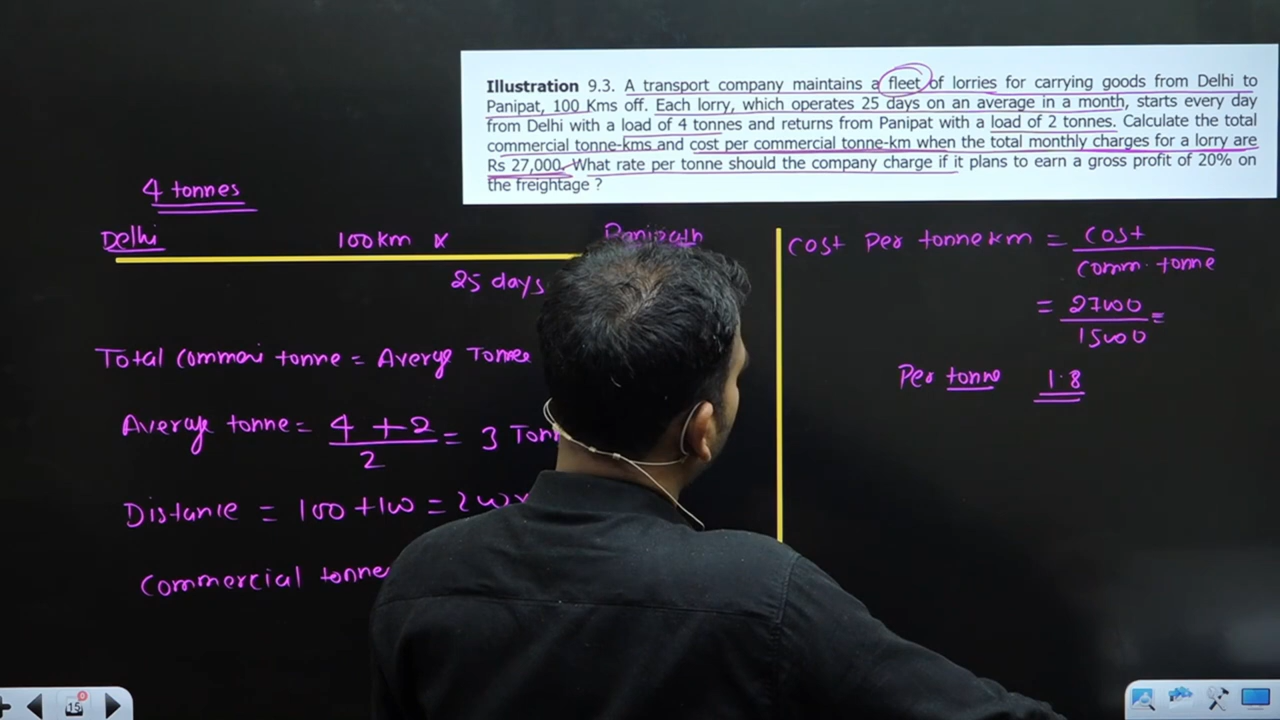 Illustration 9.3. A transport company maintains a fleet of lorries for carrying goods from Delhi to
Panipat, 100 Kms off. Each lorry, which operates 25 days on an average in a month, starts every day
from Delhi with a load of 4 tonnes and returns from Panipat with a load of 2 tonnes. Calculate the total
commercial tonne-kms and cost per commercial tonne-km when the total monthly charges for a lorry are
Rs 27,000. What rate per tonne should the company charge if it plans to earn a gross profit of 20% on
the freightage ?
4 tonnes
Delhi 100km x
25 days
Total Commercі tonne = Averge Tonne
Average tonne = 4 + 2 / 2 = 3
Distance = 100 + 100 = 200
Commercial tonne
Cost Per tonne km = Cost / Comm. tonne
= 27000 / 15000 =
Per tonne 1.8
15